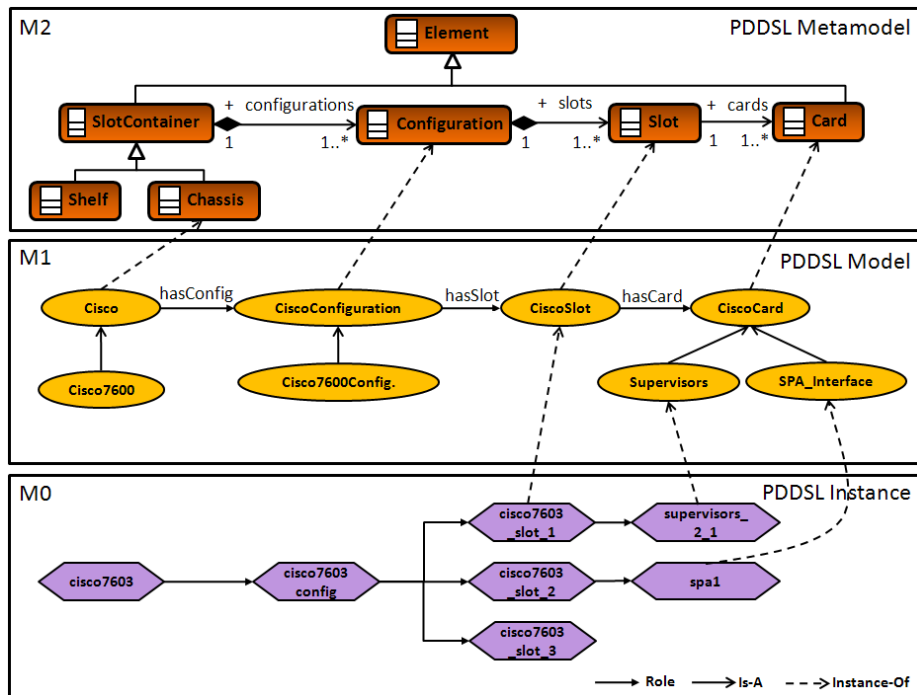 M2
PDDSL Metamodel
Element
+ configurations
+ slots
+ cards
SlotContainer
Configuration
Slot
Card
1
1..*
1
1..*
1
1..*
Shelf
Chassis
M1
PDDSL Model
hasConfig
hasSlot
hasCard
Cisco
CiscoConfiguration
CiscoSlot
CiscoCard
Cisco7600
Cisco7600Config.
Supervisors
SPA_Interface
M0
PDDSL Instance
cisco7603
_slot_1
supervisors_
2_1
cisco7603
cisco7603
config
cisco7603
_slot_2
spa1
cisco7603
_slot_3
Role
Is-A
Instance-Of